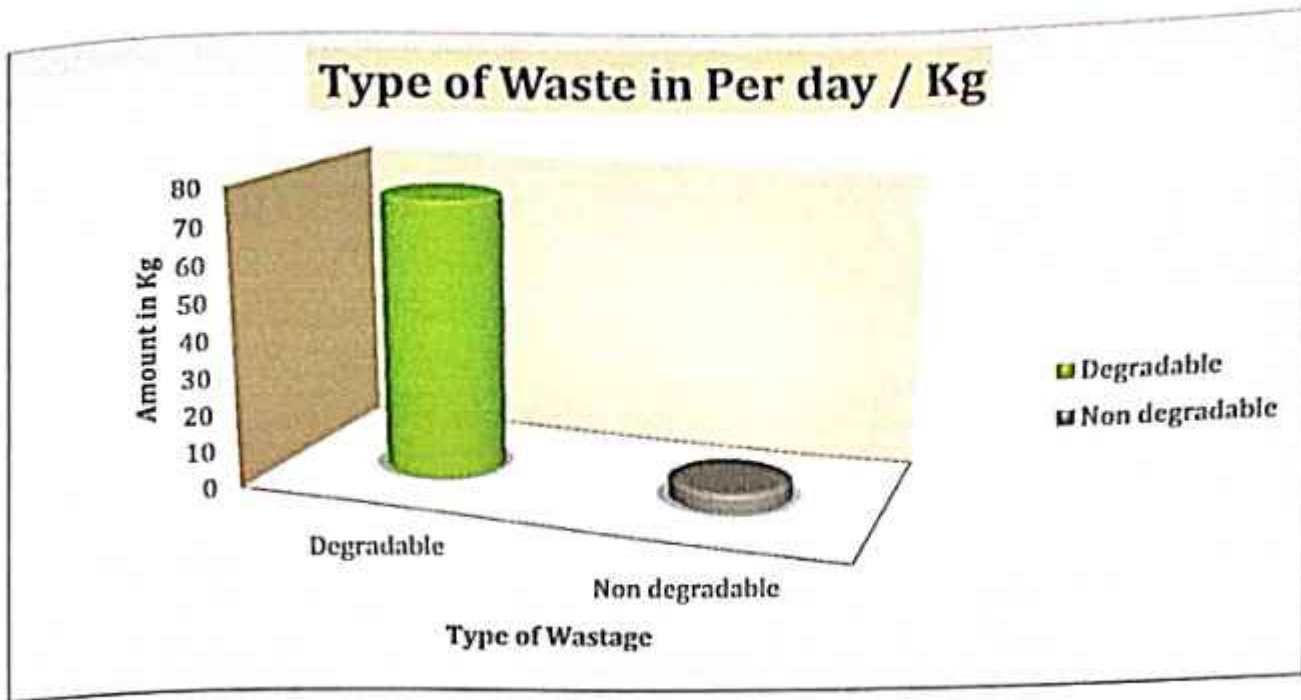 Type of Waste in Per day / Kg
80
70
60
50
40
30
20
10
0
Amount in Kg
Degradable
Non degradable
Type of Wastage
Degradable
Non degradable